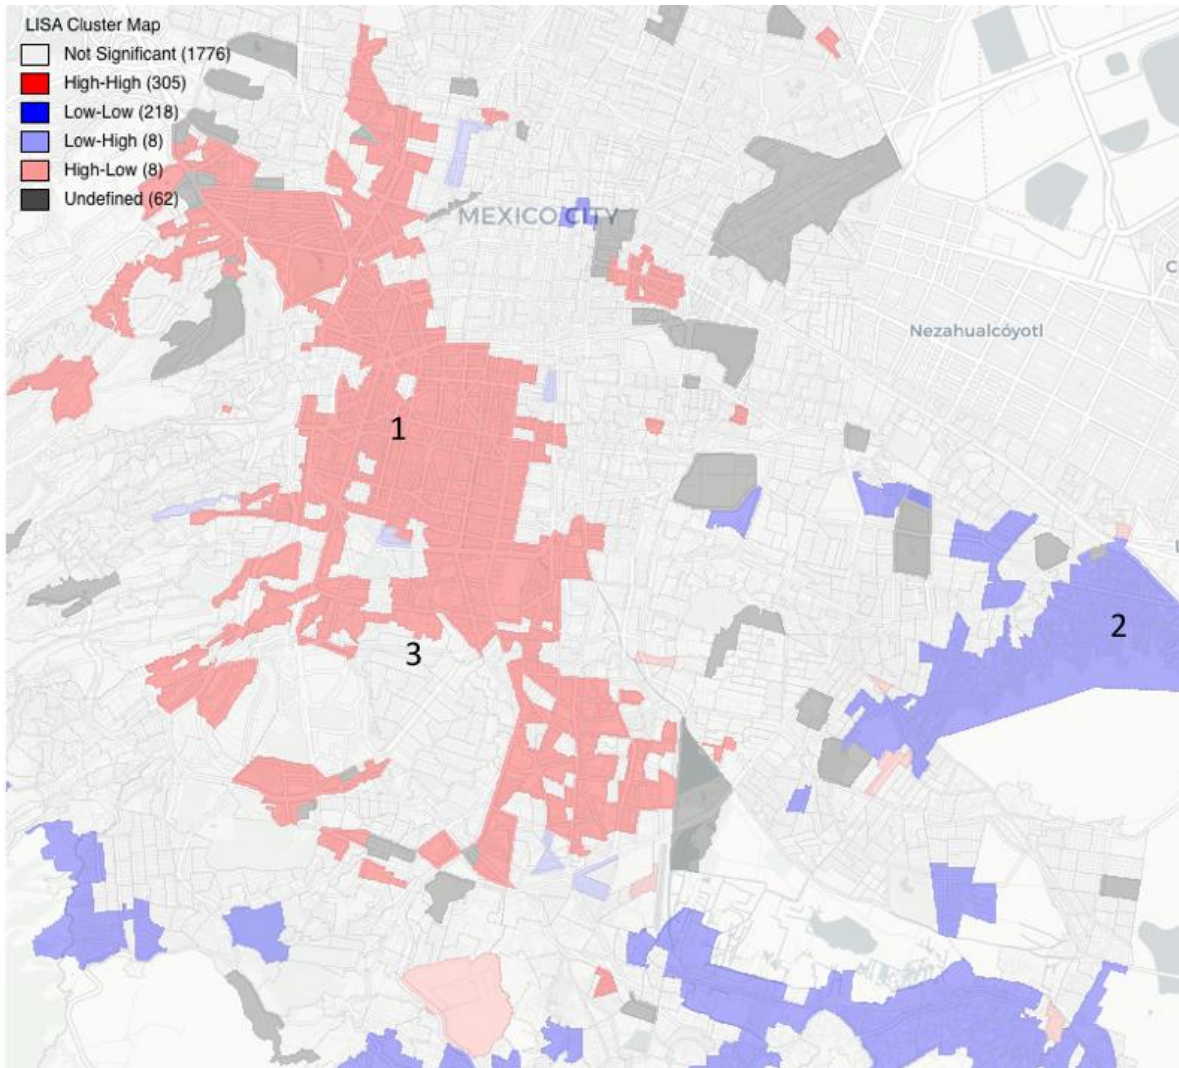 LISA Cluster Map
Not Significant (1776)
High-High (305)
Low-Low (218)
Low-High (8)
High-Low (8)
Undefined (62)
MEXICO CITY
Nezahualcóyotl
1
2
3